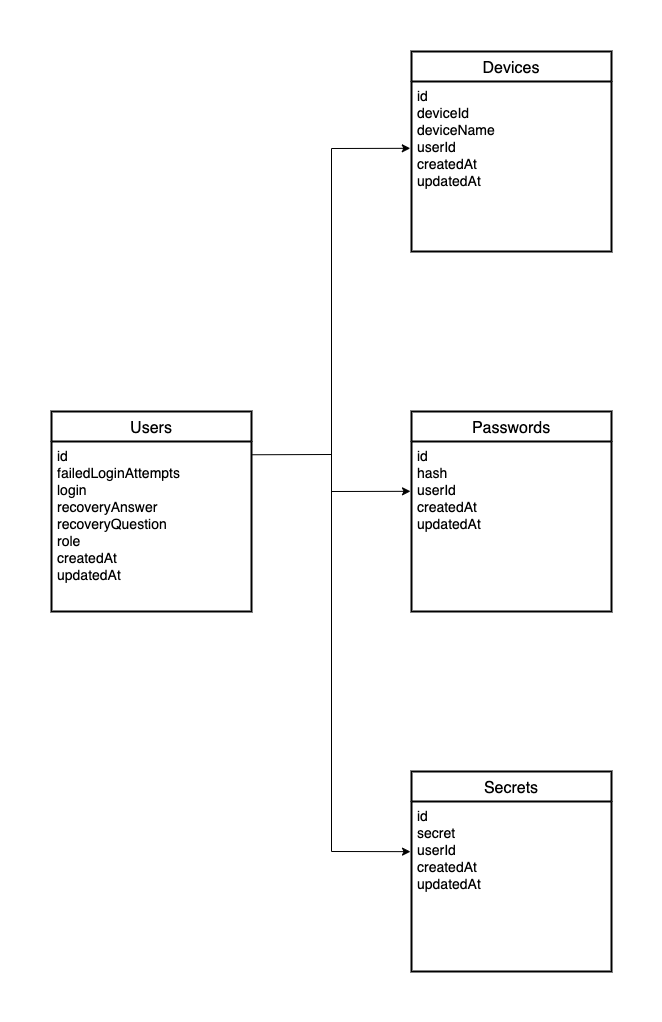 Devices
id
deviceId
deviceName
userId
createdAt
updatedAt
Users
id
failedLoginAttempts
login
recoveryAnswer
recoveryQuestion
role
createdAt
updatedAt
Passwords
id
hash
userId
createdAt
updatedAt
Secrets
id
secret
userId
createdAt
updatedAt